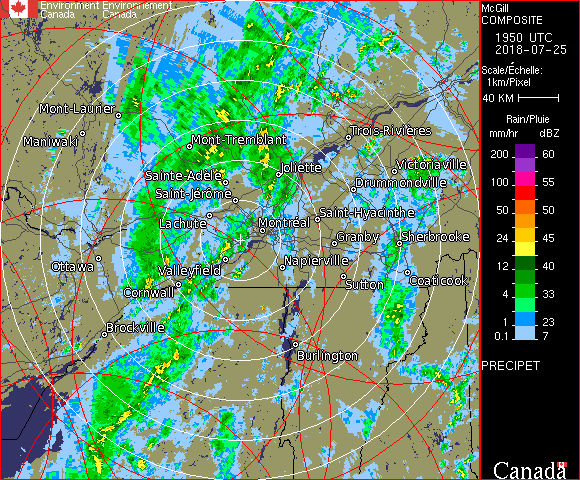 Environment Environnement
Canada Canada
McGill
COMPOSITE
1950 UTC
2018-07-25
Scale/Échelle:
1km/Pixel
40 KM
Rain/Pluie
mm/hr dBZ
200 60
100 55
50 50
24 45
12 40
4 33
1 23
0.1 7
PRECIPET
Canada
Mont-Laurier
Maniwaki
Mont-Tremblant
Trois-Rivières
Sainte-Adèle
Joliette
Victoriaville
Saint-Jérôme
Drummondville
Lachute
Montréal
Saint-Hyacinthe
Granby
Sherbrooke
Ottawa
Valleyfield
Napierville
Cornwall
Sutton
Coaticook
Brockville
Burlington